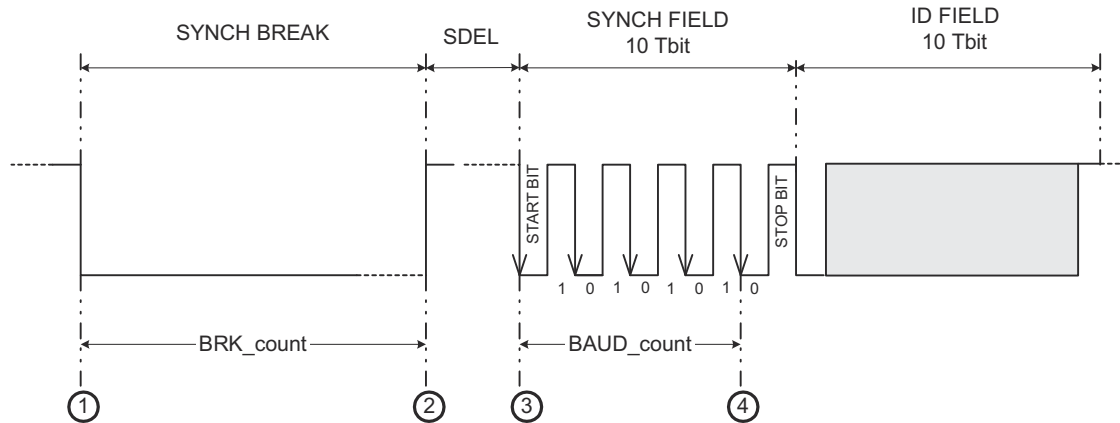 SYNCH BREAK
SDEL
SYNCH FIELD
10 Tbit
ID FIELD
10 Tbit
START BIT
STOP BIT
1 0 1 0 1 0 1 0
BRK_count
BAUD_count
1
2
3
4